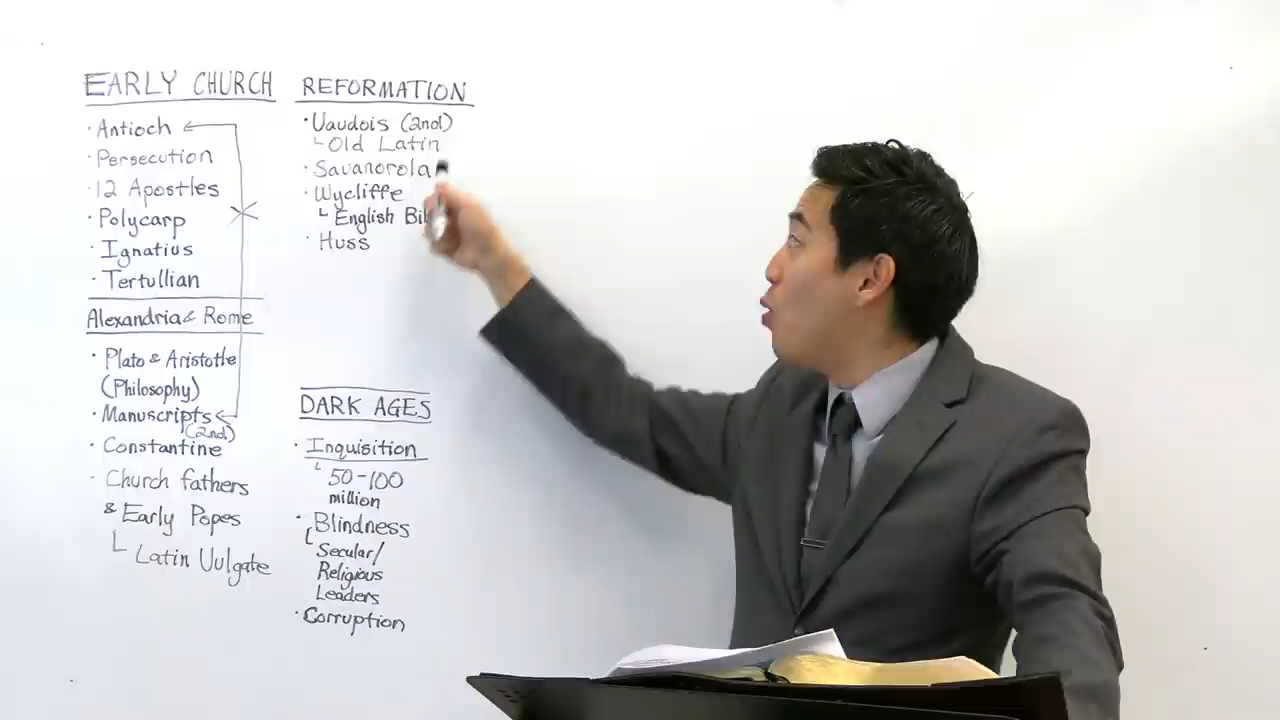 EARLY CHURCH
· Antioch
· Persecution
· 12 Apostles
· Polycarp
· Ignatius
· Tertullian
Alexandria & Rome
· Plato & Aristotle
(Philosophy)
· Manuscripts
(2nd)
· Constantine
· Church fathers
& Early Popes
Latin Vulgate
REFORMATION
· Vaudois (2nd)
Old Latin
· Savanorola
· Wycliffe
English
· Huss
DARK AGES
· Inquisition
50-100
million
· Blindness
Secular/
Religious
Leaders
· Corruption